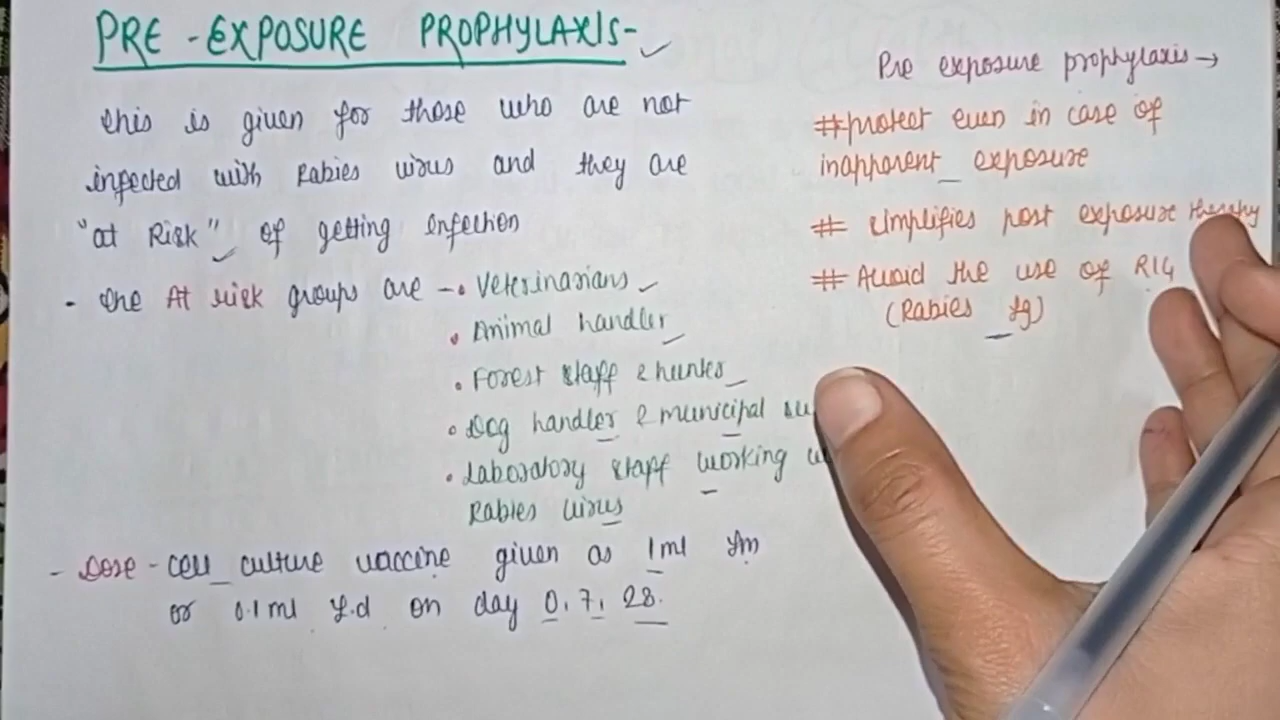 PRE-EXPOSURE PROPHYLAXIS-
this is given for those who are not
infected with Rabies virus and they are
"at Risk" of getting infection
- the At risk groups are - • Veterinarians
• Animal handler
• Forest staff & hunter
• Dog handler & municipal
• Laboratory staff working
Rabies virus
- Dose - cell culture vaccine given as 1ml Im
or 0.1ml I.d on day 0, 7, 28.
Pre exposure prophylaxis →
# protect even in case of
inapparent exposure
# simplifies post exposure therapy
# Avoid the use of RIG
(Rabies Ig)